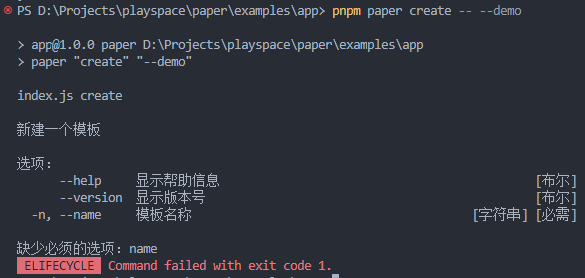 PS D:\Projects\playspace\paper\examples\app> pnpm paper create -- --demo
> app@1.0.0 paper D:\Projects\playspace\paper\examples\app
> paper "create" "--demo"
index.js create
新建一个模板
选项：
--help 显示帮助信息 [布尔]
--version 显示版本号 [布尔]
-n, --name 模板名称 [字符串] [必需]
缺少必须的选项：name
ELIFECYCLE Command failed with exit code 1.